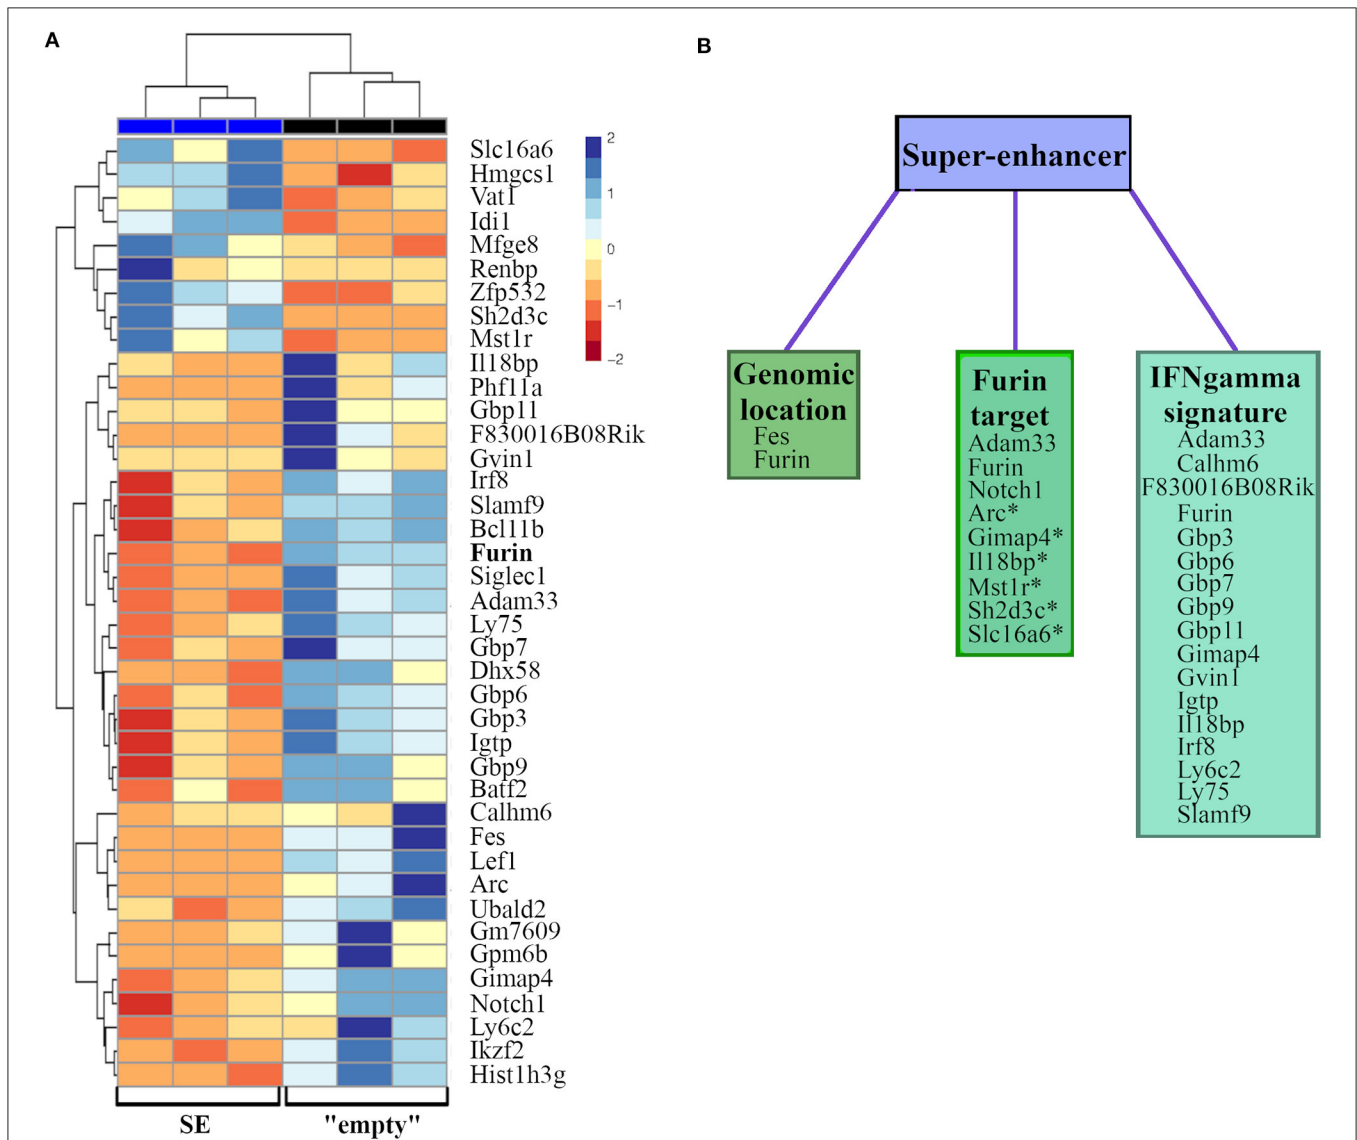 A
Slc16a6
Hmgcs1
Vat1
Idi1
Mfge8
Renbp
Zfp532
Sh2d3c
Mst1r
Il18bp
Phf11a
Gbp11
F830016B08Rik
Gvin1
Irf8
Slamf9
Bcl11b
Furin
Siglec1
Adam33
Ly75
Gbp7
Dhx58
Gbp6
Gbp3
Igtp
Gbp9
Batf2
Calhm6
Fes
Lef1
Arc
Ubald2
Gm7609
Gpm6b
Gimap4
Notch1
Ly6c2
Ikzf2
Hist1h3g
2
1
0
−1
−2
SE
"empty"
B
Super-enhancer
Genomic
location
Fes
Furin
Furin
target
Adam33
Furin
Notch1
Arc*
Gimap4*
Il18bp*
Mst1r*
Sh2d3c*
Slc16a6*
IFNgamma
signature
Adam33
Calhm6
F830016B08Rik
Furin
Gbp3
Gbp6
Gbp7
Gbp9
Gbp11
Gimap4
Gvin1
Igtp
Il18bp
Irf8
Ly6c2
Ly75
Slamf9